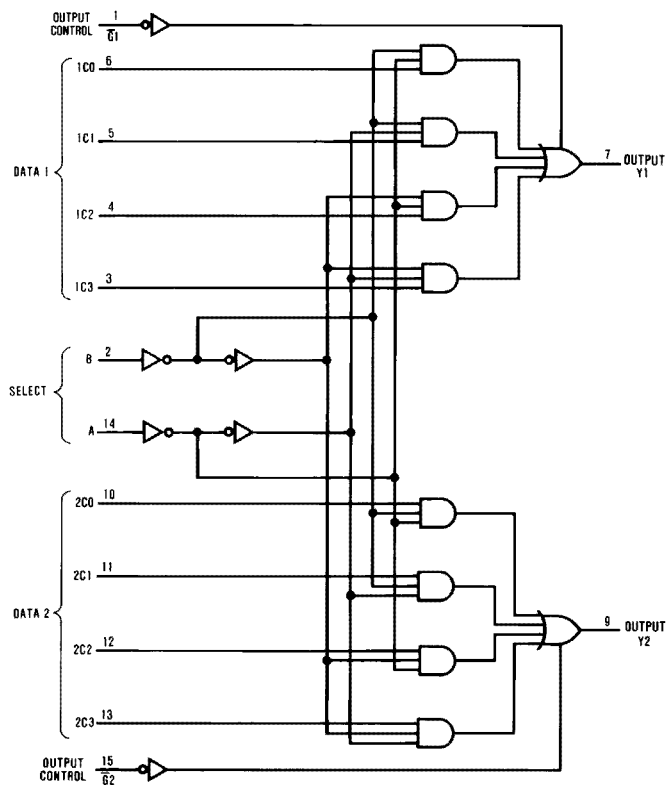 OUTPUT
CONTROL
1
G1
6
1C0
5
1C1
DATA 1
4
1C2
3
1C3
7
OUTPUT
Y1
2
B
SELECT
14
A
10
2C0
11
2C1
DATA 2
12
2C2
13
2C3
9
OUTPUT
Y2
OUTPUT
CONTROL
15
G2